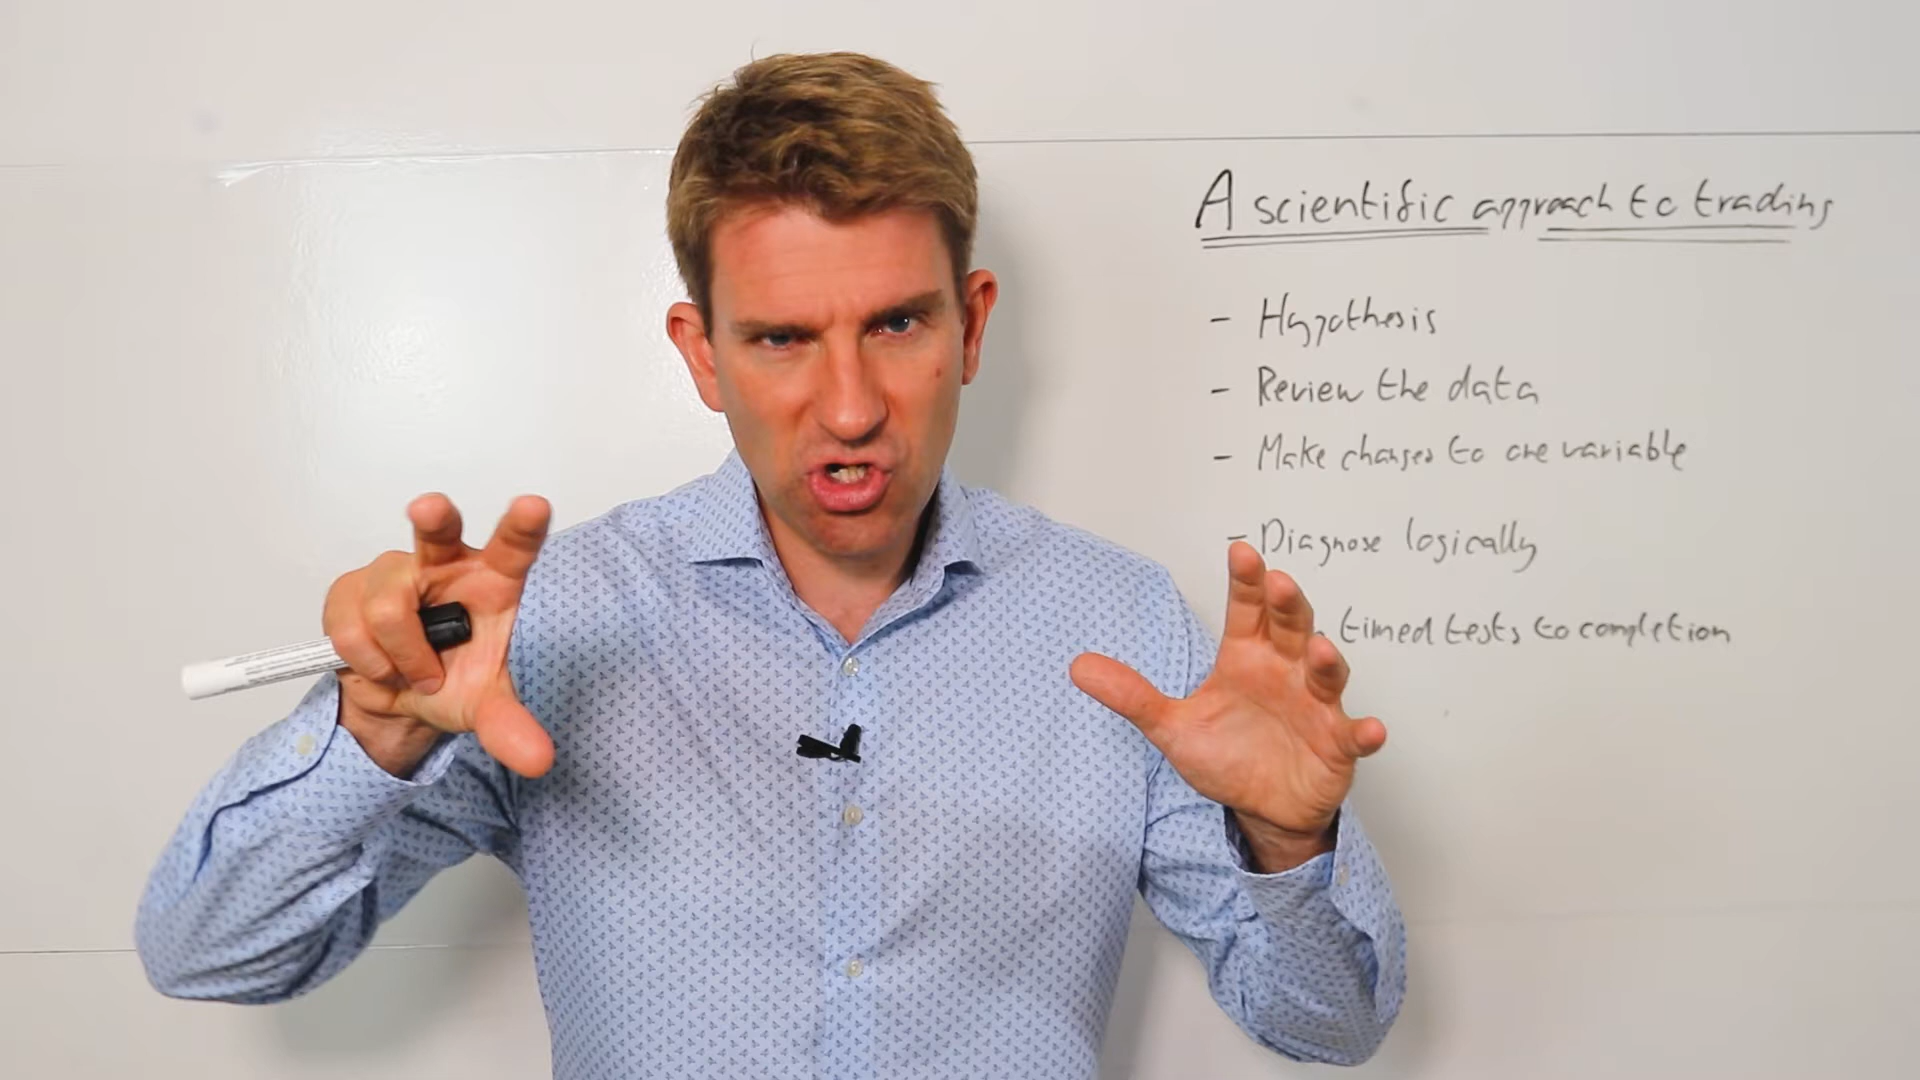 A scientific approach to trading
- Hypothesis
- Review the data
- Make changes to one variable
- Diagnose logically
timed tests to completion